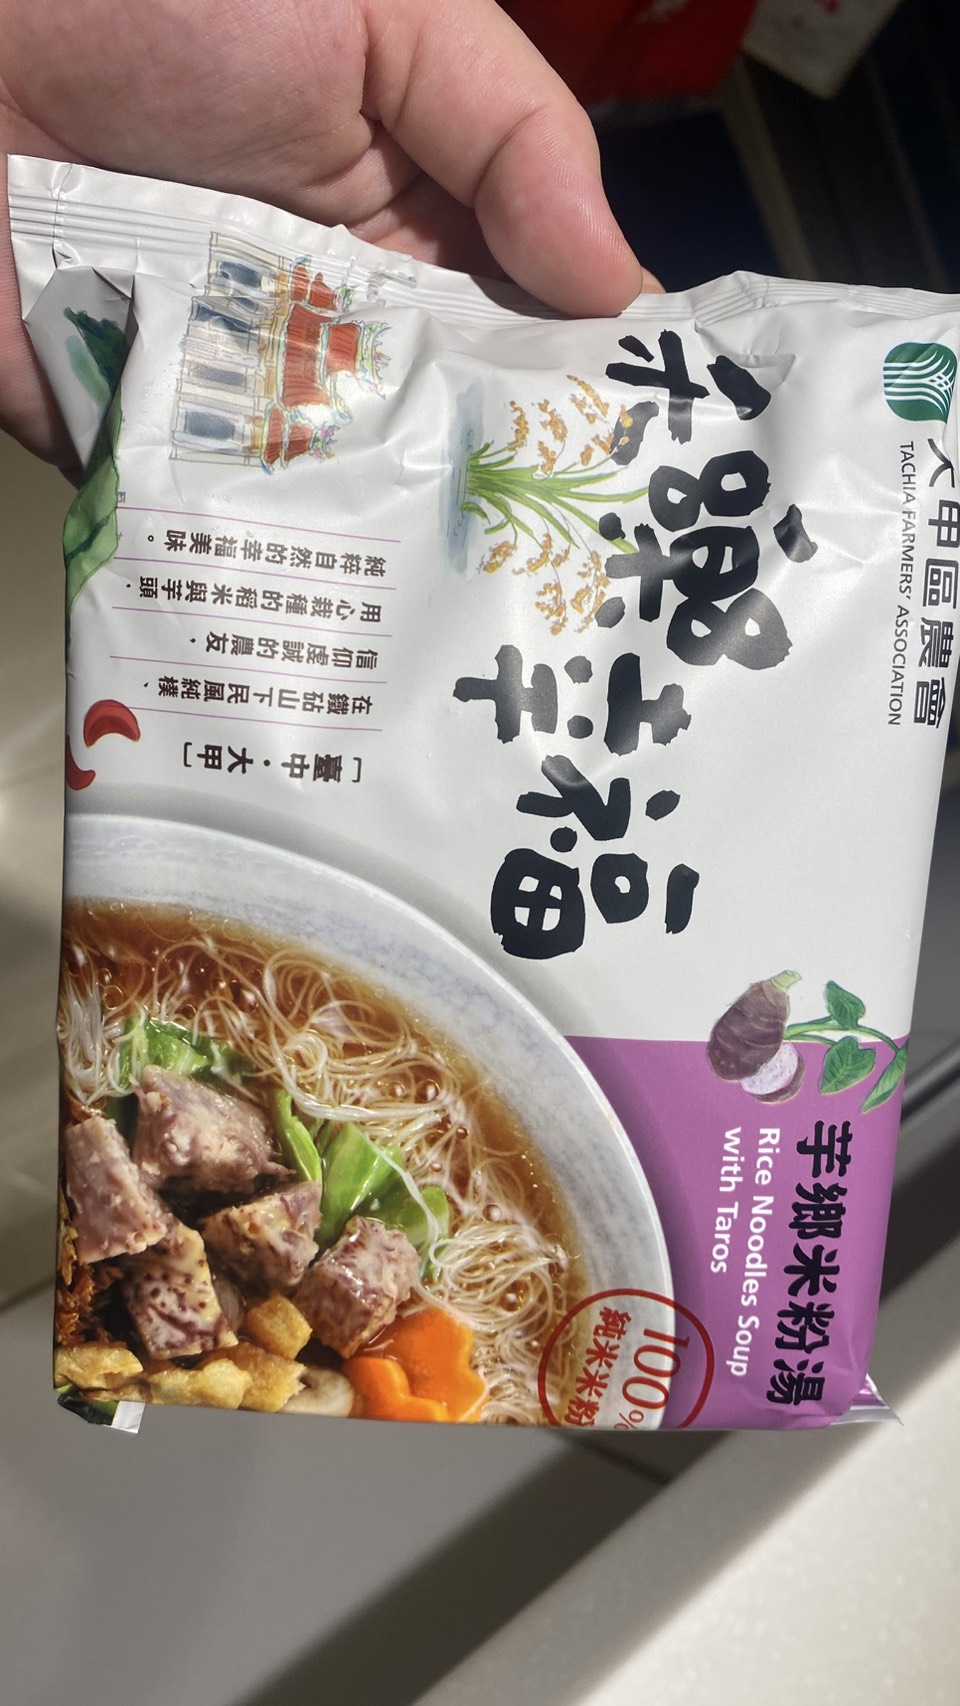 大甲區農會
TACHIA FARMERS' ASSOCIATION
禾樂幸福
[臺中・大甲]
在鐵砧山下民風純樸、
信仰虔誠的農友，
用心栽種的稻米與芋頭，
純粹自然的幸福美味。
芋鄉米粉湯
Rice Noodles Soup
with Taros
100%
純米米粉